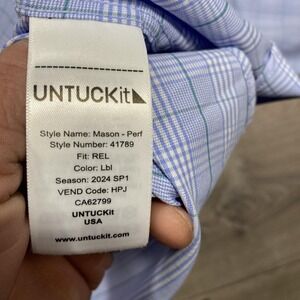 UNTUCKit
Style Name: Mason - Perf
Style Number: 41789
Fit: REL
Color: Lbl
Season: 2024 SP1
VEND Code: HPJ
CA62799
UNTUCKit
USA
www.untuckit.com